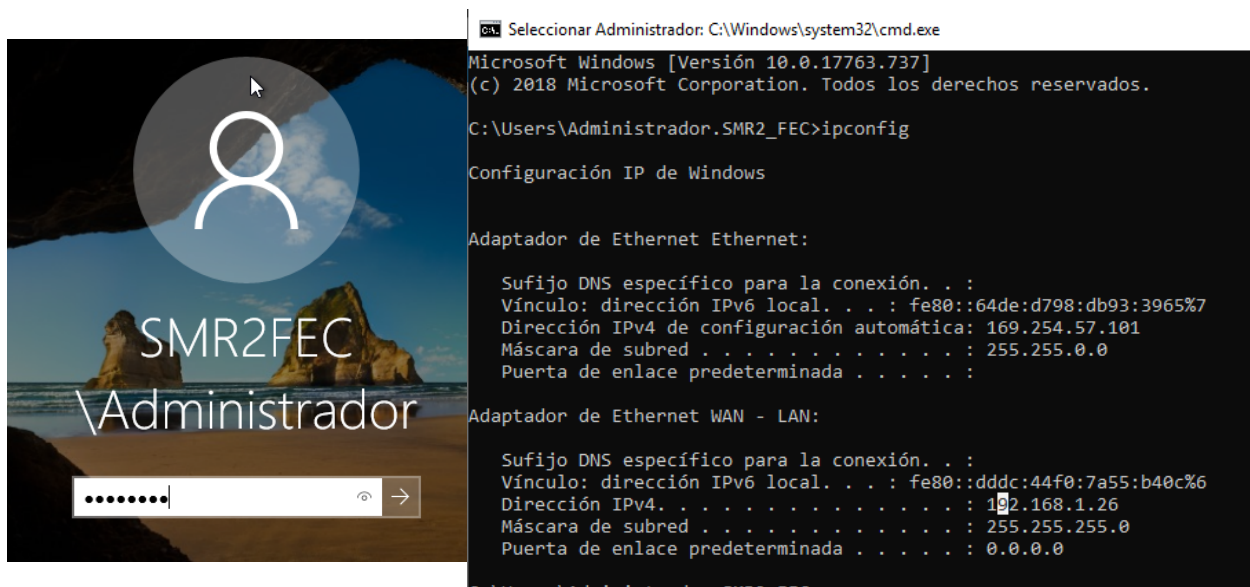 SMR2FEC
\Administrador
Seleccionar Administrador: C:\Windows\system32\cmd.exe
Microsoft Windows [Versión 10.0.17763.737]
(c) 2018 Microsoft Corporation. Todos los derechos reservados.
C:\Users\Administrador.SMR2_FEC>ipconfig
Configuración IP de Windows
Adaptador de Ethernet Ethernet:
Sufijo DNS específico para la conexión. . :
Vínculo: dirección IPv6 local. . . : fe80::64de:d798:db93:3965%7
Dirección IPv4 de configuración automática: 169.254.57.101
Máscara de subred . . . . . . . . . . . . : 255.255.0.0
Puerta de enlace predeterminada . . . . . :
Adaptador de Ethernet WAN - LAN:
Sufijo DNS específico para la conexión. . :
Vínculo: dirección IPv6 local. . . : fe80::dddc:44f0:7a55:b40c%6
Dirección IPv4. . . . . . . . . . . . . . : 192.168.1.26
Máscara de subred . . . . . . . . . . . . : 255.255.255.0
Puerta de enlace predeterminada . . . . . : 0.0.0.0